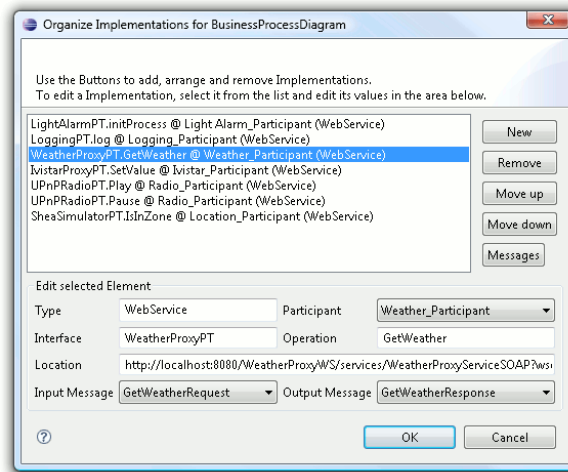 Organize Implementations for BusinessProcessDiagram
Use the Buttons to add, arrange and remove Implementations.
To edit a Implementation, select it from the list and edit its values in the area below.
LightAlarmPT.initProcess @ Light Alarm_Participant (WebService)
LoggingPT.log @ Logging_Participant (WebService)
WeatherProxyPT.GetWeather @ Weather_Participant (WebService)
IvistarProxyPT.SetValue @ Ivistar_Participant (WebService)
UPnPRadioPT.Play @ Radio_Participant (WebService)
UPnPRadioPT.Pause @ Radio_Participant (WebService)
SheaSimulatorPT.IsInZone @ Location_Participant (WebService)
New
Remove
Move up
Move down
Messages
Edit selected Element
Type WebService Participant Weather_Participant
Interface WeatherProxyPT Operation GetWeather
Location http://localhost:8080/WeatherProxyWS/services/WeatherProxyServiceSOAP?ws
Input Message GetWeatherRequest Output Message GetWeatherResponse
? OK Cancel